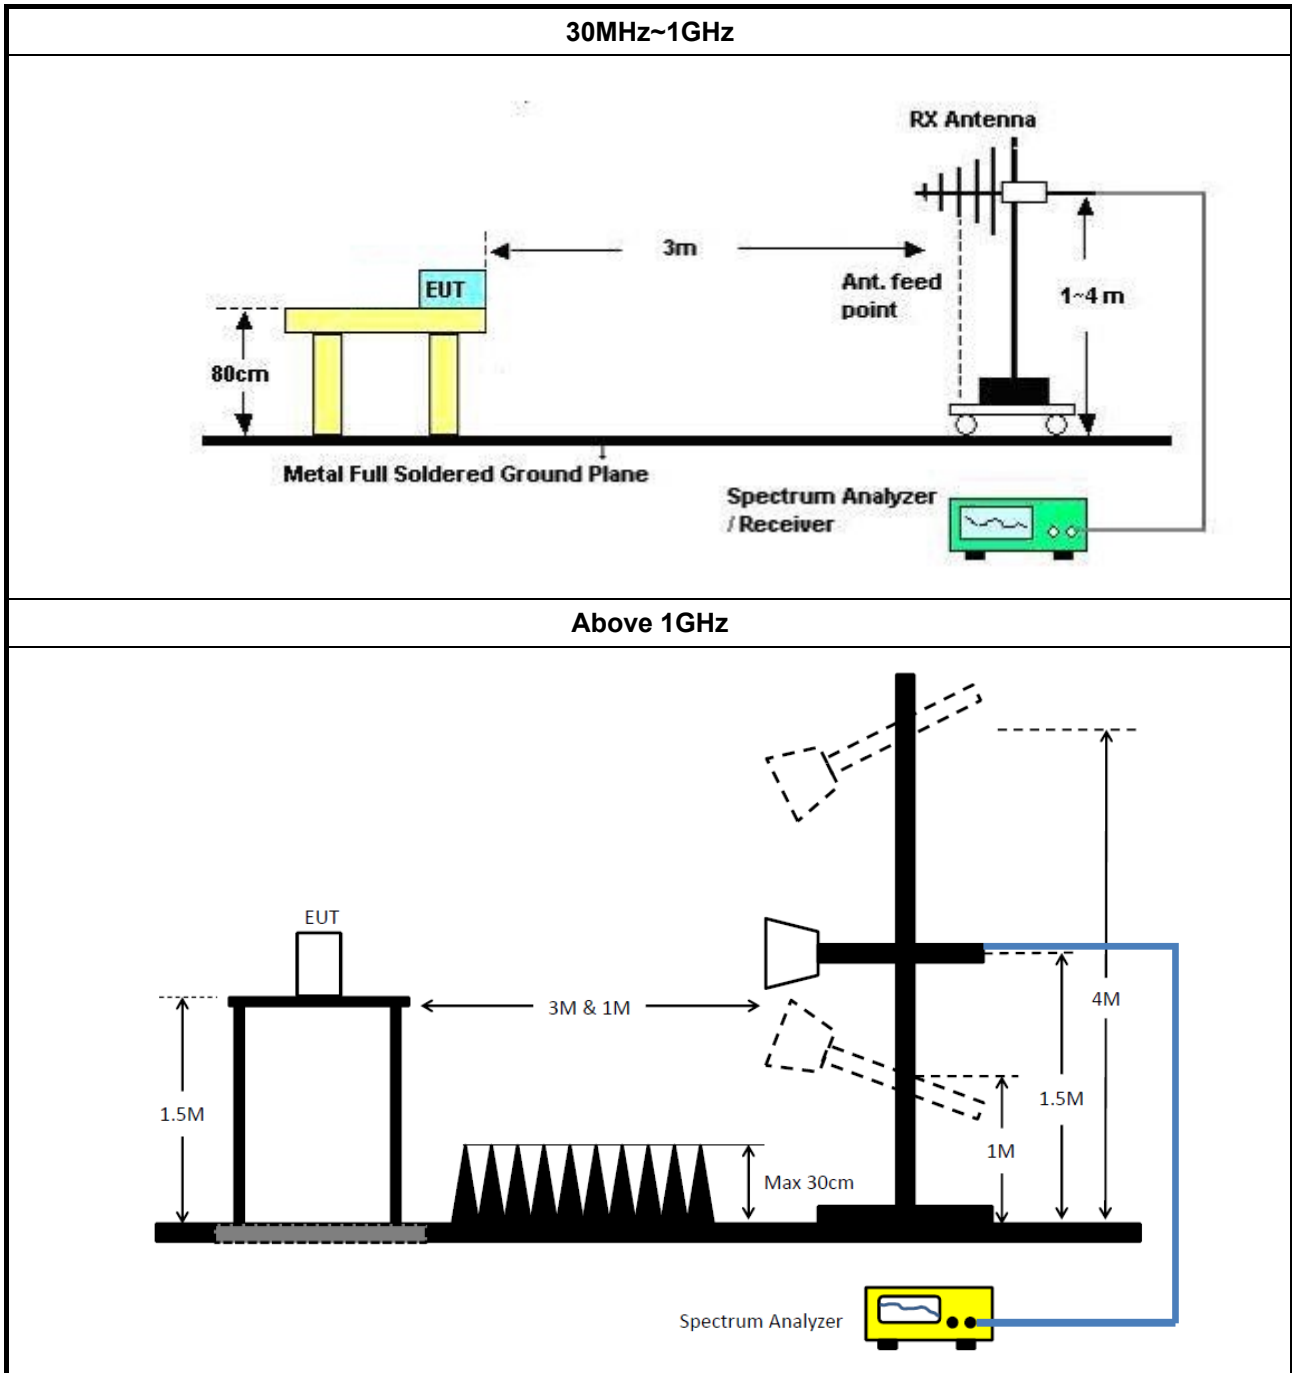 30MHz~1GHz
RX Antenna
3m
EUT
Ant. feed
point
1~4 m
80cm
Metal Full Soldered Ground Plane
Spectrum Analyzer
/ Receiver
Above 1GHz
EUT
3M & 1M
4M
1.5M
1.5M
1M
Max 30cm
Spectrum Analyzer